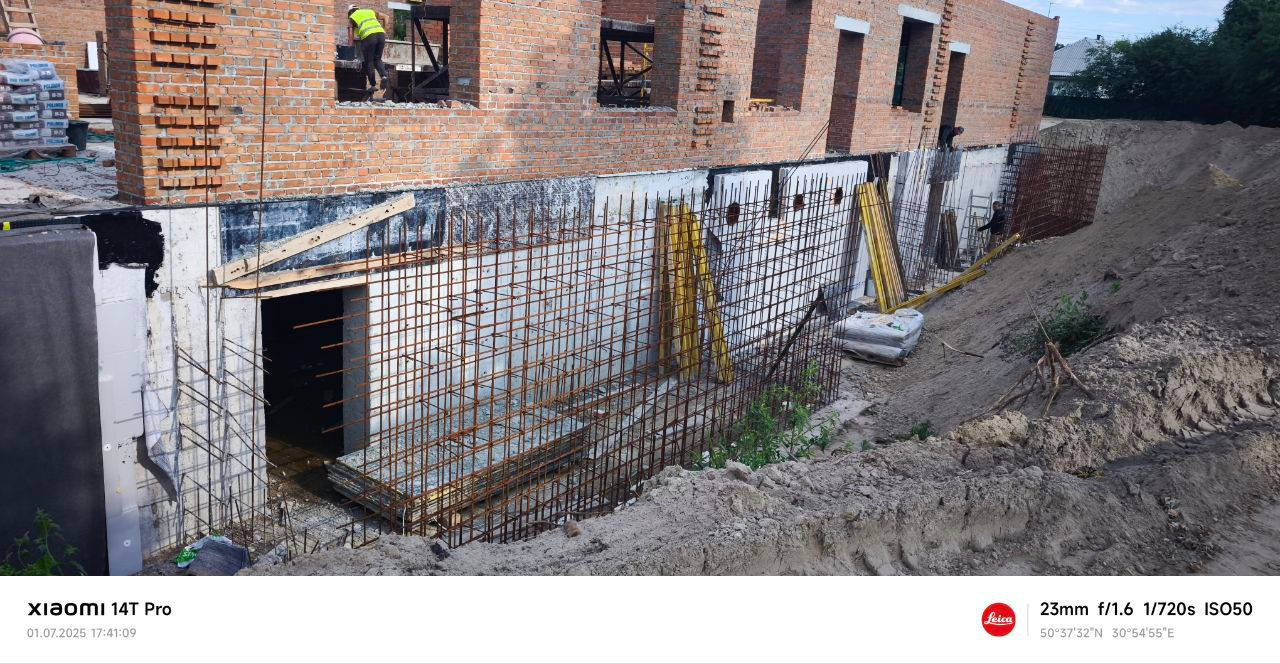 POLIMIN
xiaomi 14T Pro
01.07.2025 17:41:09
Leica
23mm f/1.6 1/720s ISO50
50°37'32"N 30°54'55"E